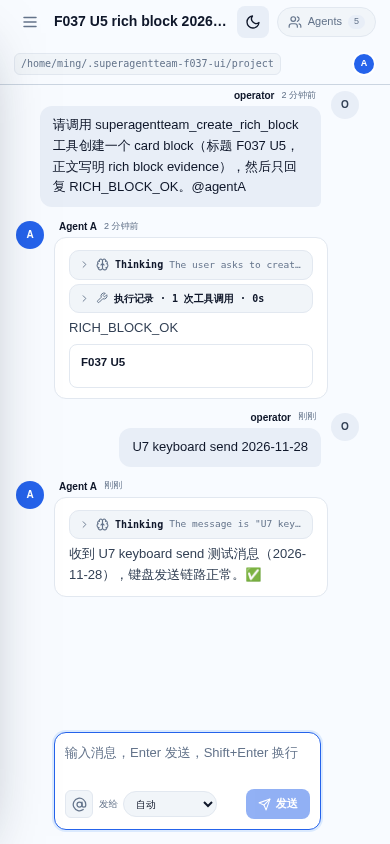 F037 U5 rich block 2026…
Agents 5
/home/ming/.superagentteam-f037-ui/project
A
operator 2 分钟前
O
请调用 superagentteam_create_rich_block
工具创建一个 card block（标题 F037 U5，
正文写明 rich block evidence），然后只回
复 RICH_BLOCK_OK。@agentA
A
Agent A 2 分钟前
Thinking The user asks to creat…
执行记录 · 1 次工具调用 · 0s
RICH_BLOCK_OK
F037 U5
operator 刚刚
O
U7 keyboard send 2026-11-28
A
Agent A 刚刚
Thinking The message is "U7 key…
收到 U7 keyboard send 测试消息（2026-
11-28），键盘发送链路正常。✅
输入消息，Enter 发送，Shift+Enter 换行
发给 自动 发送